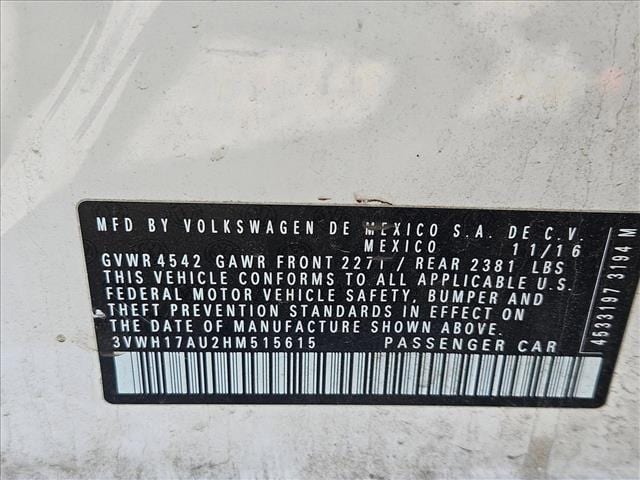 MFD BY VOLKSWAGEN DE MEXICO S.A. DE C.V.
MEXICO 11/16
GVWR 4542 GAWR FRONT 2271 / REAR 2381 LBS
THIS VEHICLE CONFORMS TO ALL APPLICABLE U.S.
FEDERAL MOTOR VEHICLE SAFETY, BUMPER AND
THEFT PREVENTION STANDARDS IN EFFECT ON
THE DATE OF MANUFACTURE SHOWN ABOVE.
3VWH17AU2HM515615 PASSENGER CAR
4533197 3194 M